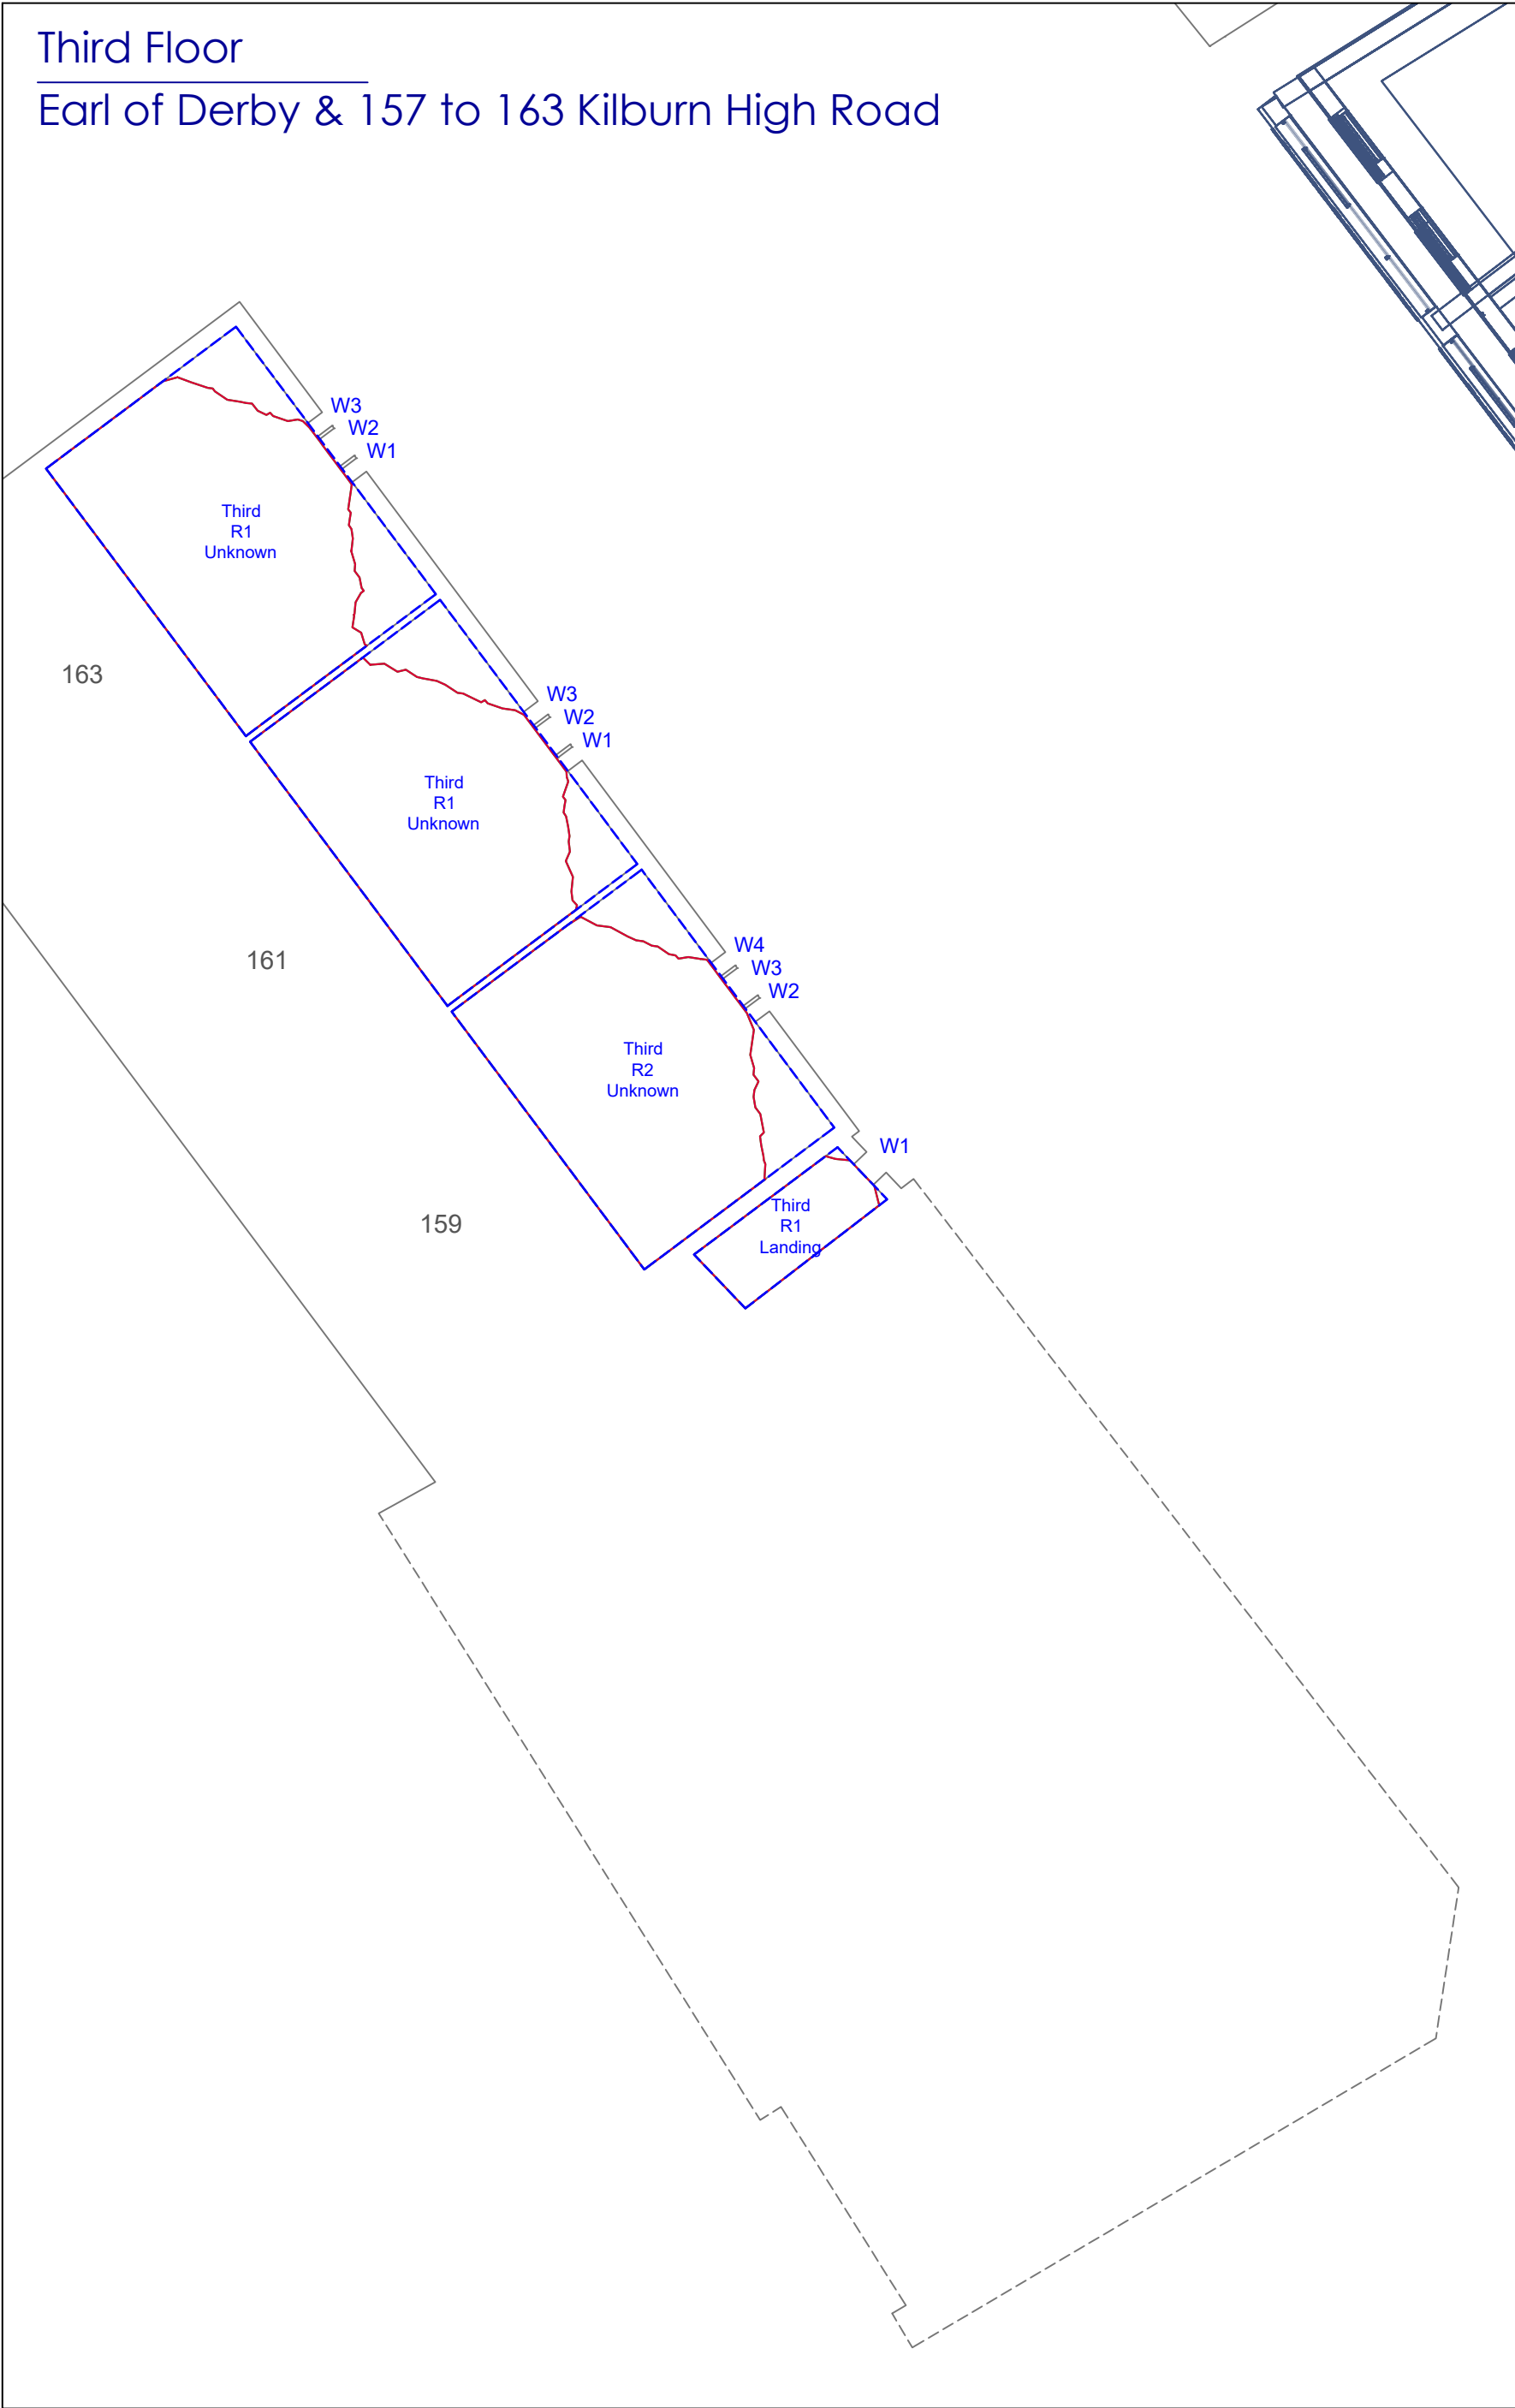 Third Floor
Earl of Derby & 157 to 163 Kilburn High Road
W3
W2
W1
Third
R1
Unknown
163
W3
W2
W1
Third
R1
Unknown
161
W4
W3
W2
Third
R2
Unknown
W1
159
Third
R1
Landing